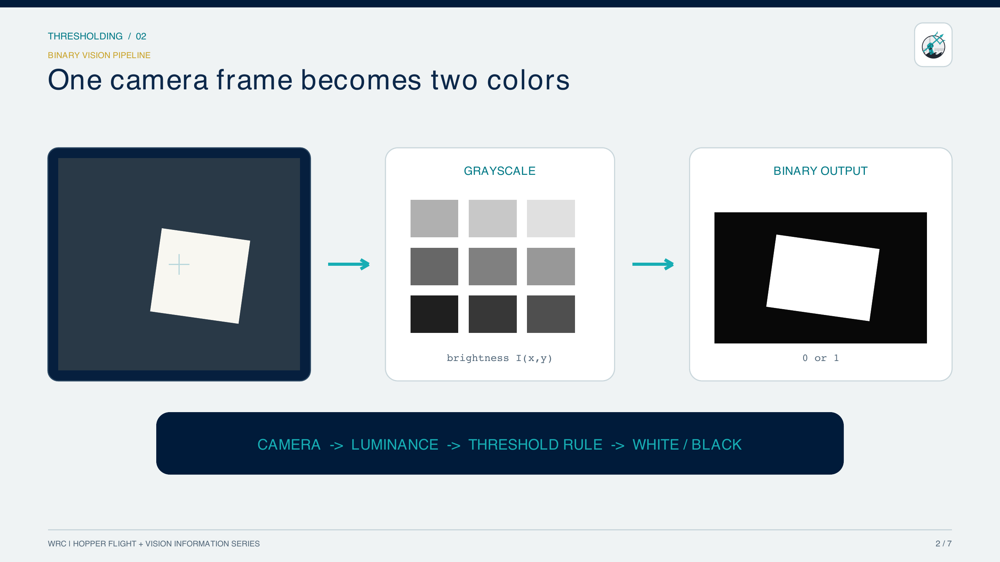 THRESHOLDING / 02
BINARY VISION PIPELINE
One camera frame becomes two colors
GRAYSCALE
brightness I(x,y)
BINARY OUTPUT
0 or 1
CAMERA -> LUMINANCE -> THRESHOLD RULE -> WHITE / BLACK
WRC | HOPPER FLIGHT + VISION INFORMATION SERIES
2 / 7